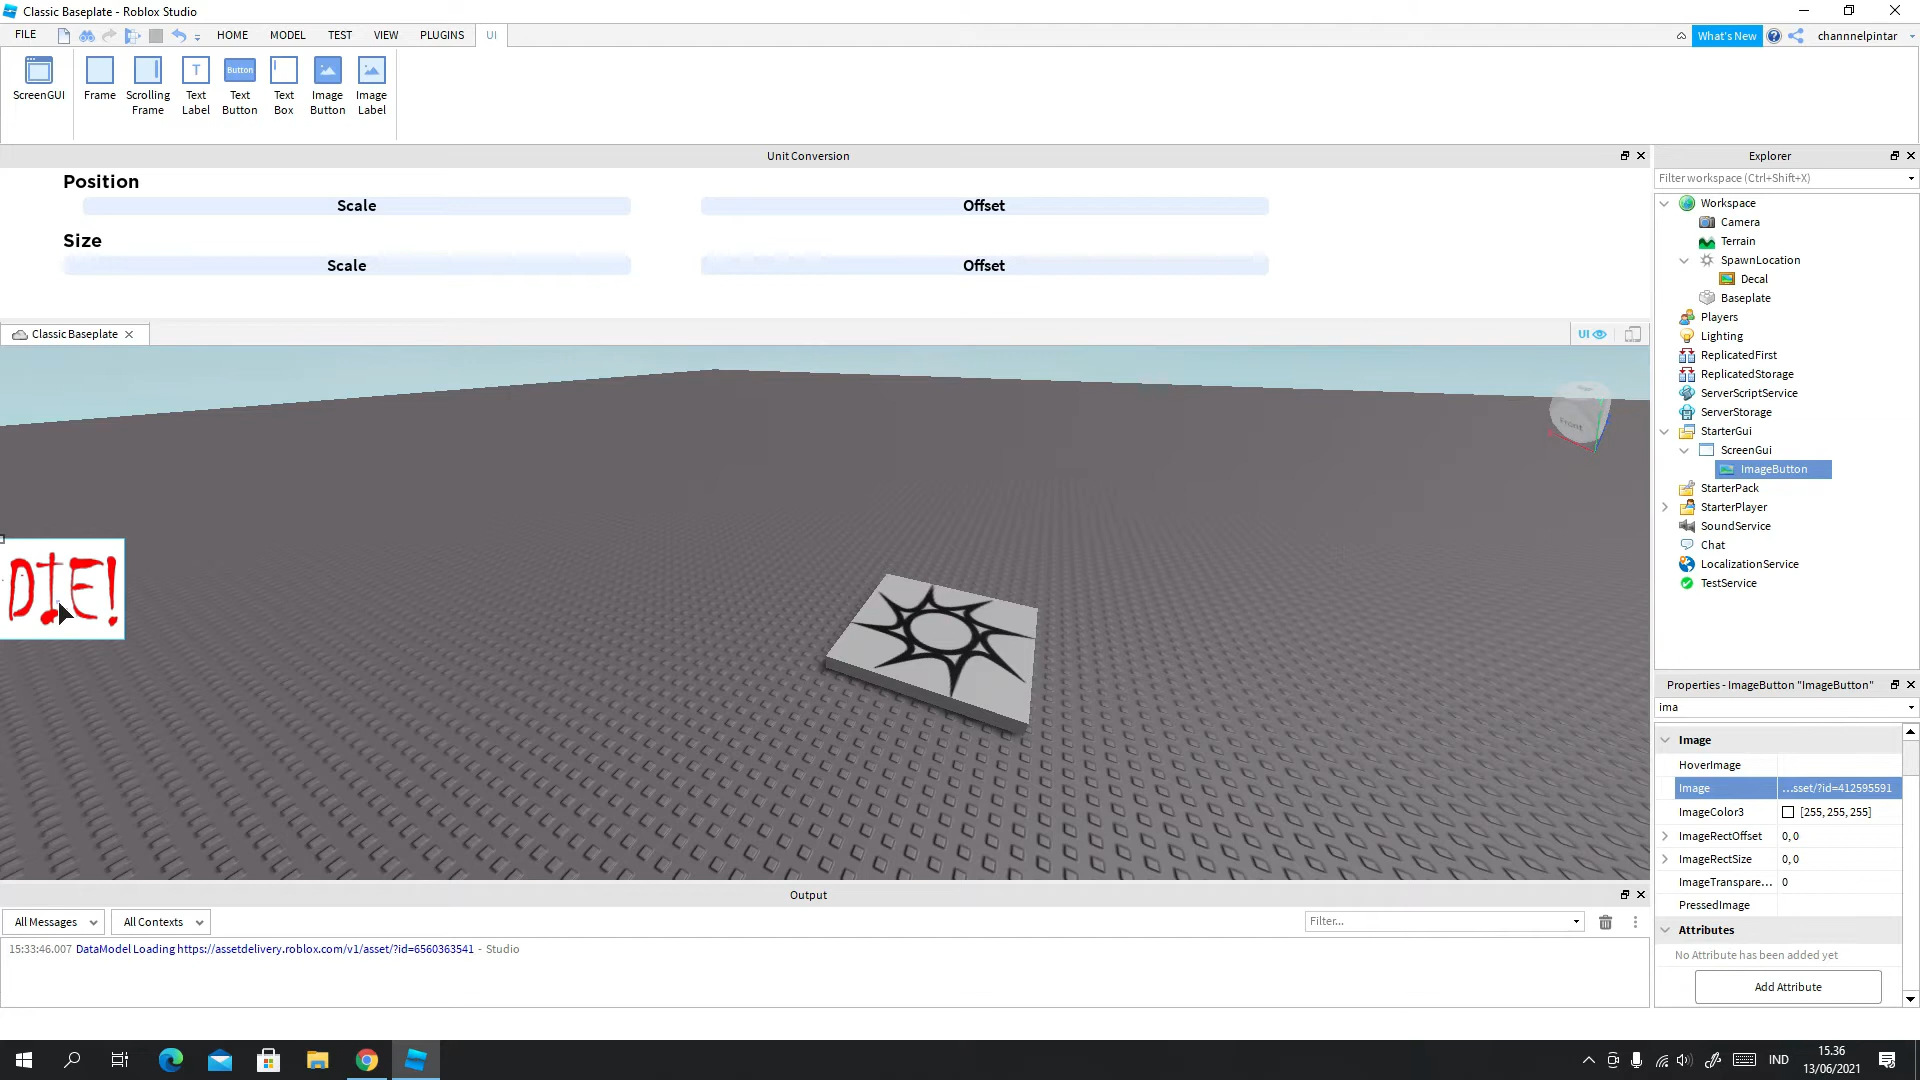 Classic Baseplate - Roblox Studio
FILE HOME MODEL TEST VIEW PLUGINS UI What's New channnelpintar
ScreenGUI Frame Scrolling Frame Text Label Text Button Button Text Box Image Button Image Label
Unit Conversion
Position
Scale Offset
Size
Scale Offset
Classic Baseplate UI
Front
DIE!
Explorer
Filter workspace (Ctrl+Shift+X)
Workspace
Camera
Terrain
SpawnLocation
Decal
Baseplate
Players
Lighting
ReplicatedFirst
ReplicatedStorage
ServerScriptService
ServerStorage
StarterGui
ScreenGui
ImageButton
StarterPack
StarterPlayer
SoundService
Chat
LocalizationService
TestService
Properties - ImageButton "ImageButton"
ima
Image
HoverImage
Image ...sset/?id=412595591
ImageColor3 [255, 255, 255]
ImageRectOffset 0, 0
ImageRectSize 0, 0
ImageTranspare... 0
PressedImage
Attributes
No Attribute has been added yet
Add Attribute
Output
All Messages All Contexts Filter...
15:33:46.007 DataModel Loading https://assetdelivery.roblox.com/v1/asset/?id=6560363541 - Studio
IND
15.36
13/06/2021